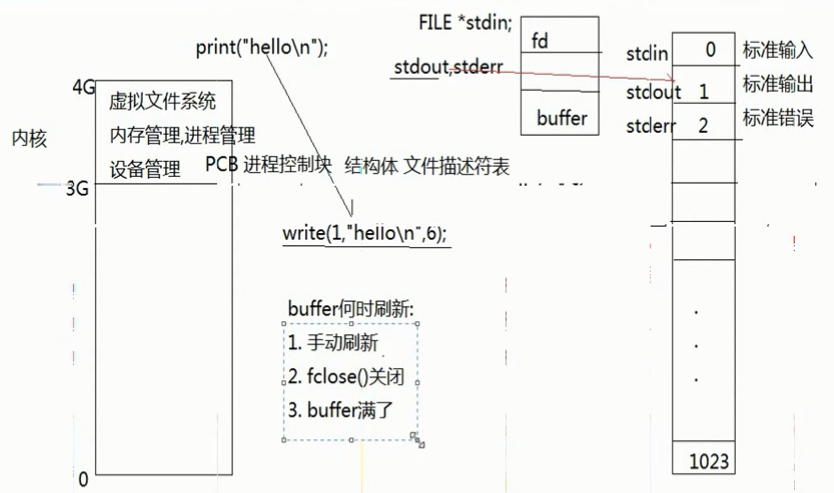 FILE *stdin;
fd
print("hello\n");
stdin
0
标准输入
stdout,stderr
4G
虚拟文件系统
stdout
1
标准输出
buffer
stderr
2
标准错误
内核
内存管理,进程管理
设备管理
PCB 进程控制块 结构体 文件描述符表
3G
write(1,"hello\n",6);
buffer何时刷新:
1. 手动刷新
2. fclose()关闭
3. buffer满了
.
.
.
1023
0